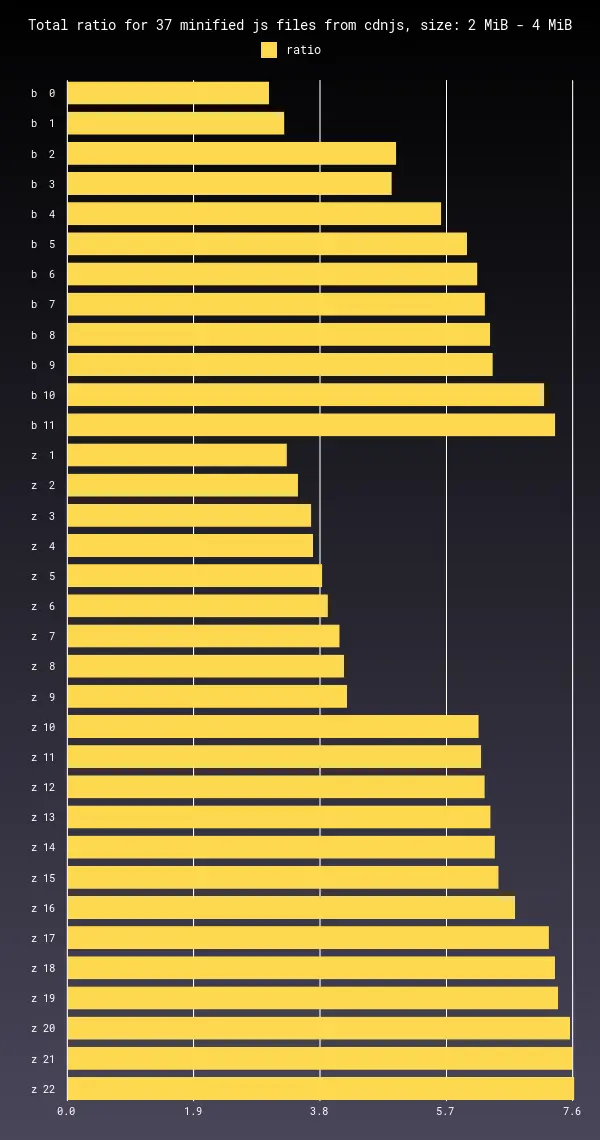 Total ratio for 37 minified js files from cdnjs, size: 2 MiB - 4 MiB
ratio
b 0
b 1
b 2
b 3
b 4
b 5
b 6
b 7
b 8
b 9
b 10
b 11
z 1
z 2
z 3
z 4
z 5
z 6
z 7
z 8
z 9
z 10
z 11
z 12
z 13
z 14
z 15
z 16
z 17
z 18
z 19
z 20
z 21
z 22
0.0 1.9 3.8 5.7 7.6